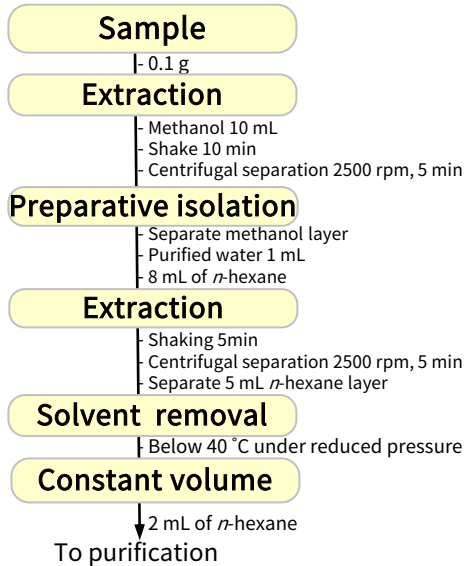 Sample
- 0.1 g
Extraction
- Methanol 10 mL
- Shake 10 min
- Centrifugal separation 2500 rpm, 5 min
Preparative isolation
- Separate methanol layer
- Purified water 1 mL
- 8 mL of n-hexane
Extraction
- Shaking 5min
- Centrifugal separation 2500 rpm, 5 min
- Separate 5 mL n-hexane layer
Solvent removal
- Below 40 ˚C under reduced pressure
Constant volume
2 mL of n-hexane
To purification